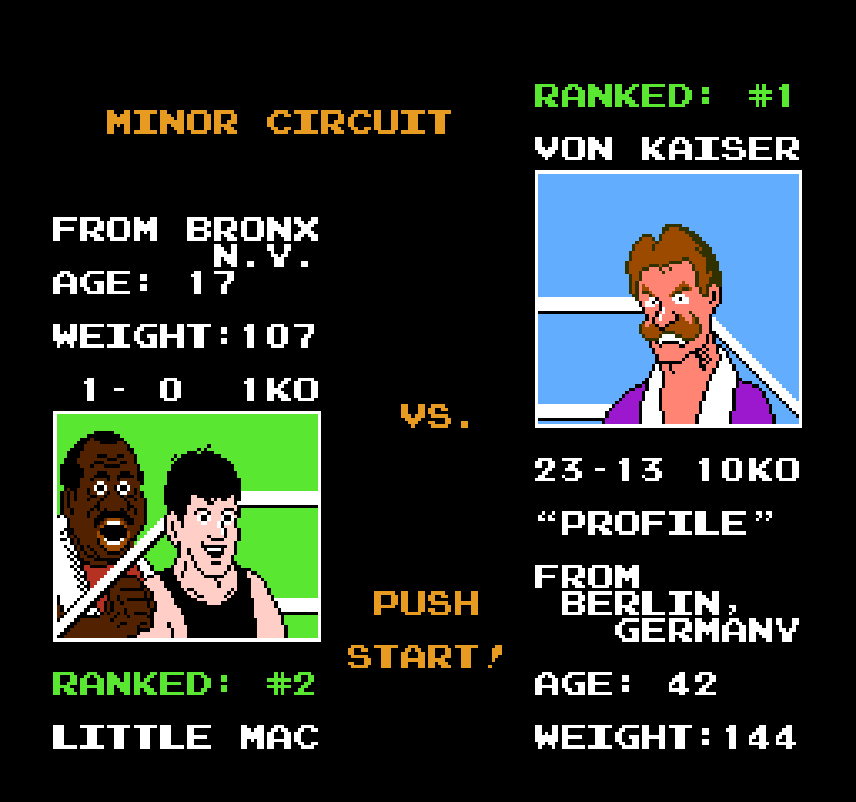 MINOR CIRCUIT
FROM BRONX
N.Y.
AGE: 17
WEIGHT:107
1- 0 1KO
RANKED: #2
LITTLE MAC
VS.
PUSH
START!
RANKED: #1
VON KAISER
23-13 10KO
“PROFILE”
FROM
BERLIN,
GERMANY
AGE: 42
WEIGHT:144